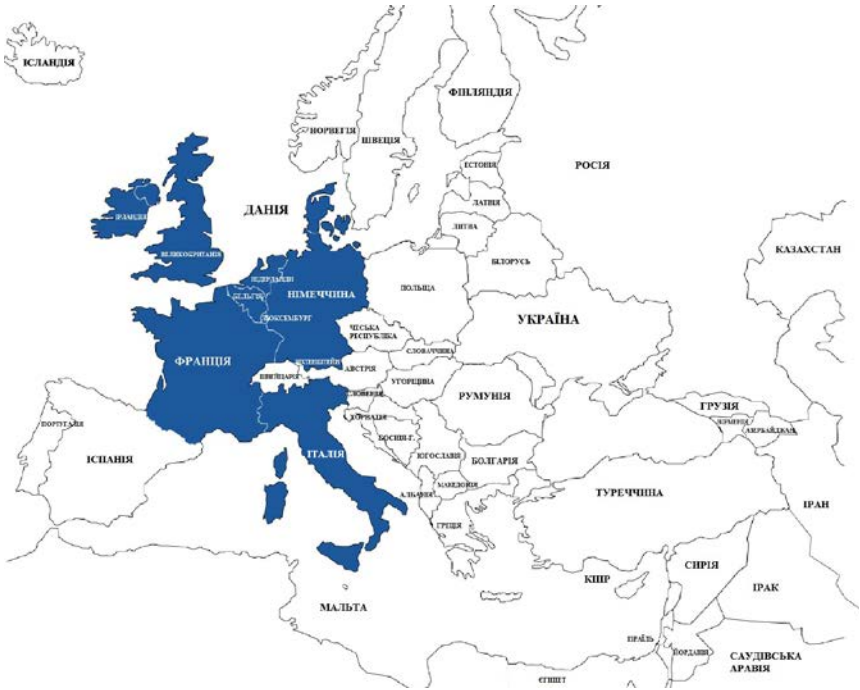 ІСЛАНДІЯ
ФІНЛЯНДІЯ
НОРВЕГІЯ
ШВЕЦІЯ
ЕСТОНІЯ
РОСІЯ
ЛАТВІЯ
ДАНІЯ
ІРЛАНДІЯ
ЛИТВА
КАЗАХСТАН
ВЕЛИКОБРИТАНІЯ
БІЛОРУСЬ
НІДЕРЛАНДИ
ПОЛЬЩА
БЕЛЬГІЯ
НІМЕЧЧИНА
ЛЮКСЕМБУРГ
УКРАЇНА
ЧЕСЬКА
РЕСПУБЛІКА
СЛОВАЧЧИНА
ФРАНЦІЯ
ЛІХТЕНШТЕЙН
АВСТРІЯ
ШВЕЙЦАРІЯ
УГОРЩИНА
СЛОВЕНІЯ
РУМУНІЯ
ГРУЗІЯ
ХОРВАТІЯ
ПОРТУГАЛІЯ
ВІРМЕНІЯ
АЗЕРБАЙДЖАН
БОСНІЯ-Г.
ІСПАНІЯ
ІТАЛІЯ
ЮГОСЛАВІЯ
БОЛГАРІЯ
МАКЕДОНІЯ
АЛБАНІЯ
ТУРЕЧЧИНА
ІРАН
ГРЕЦІЯ
СИРІЯ
КІПР
ІРАК
МАЛЬТА
ІЗРАЇЛЬ
ЙОРДАНІЯ
САУДІВСЬКА
АРАВІЯ
ЄГИПЕТ